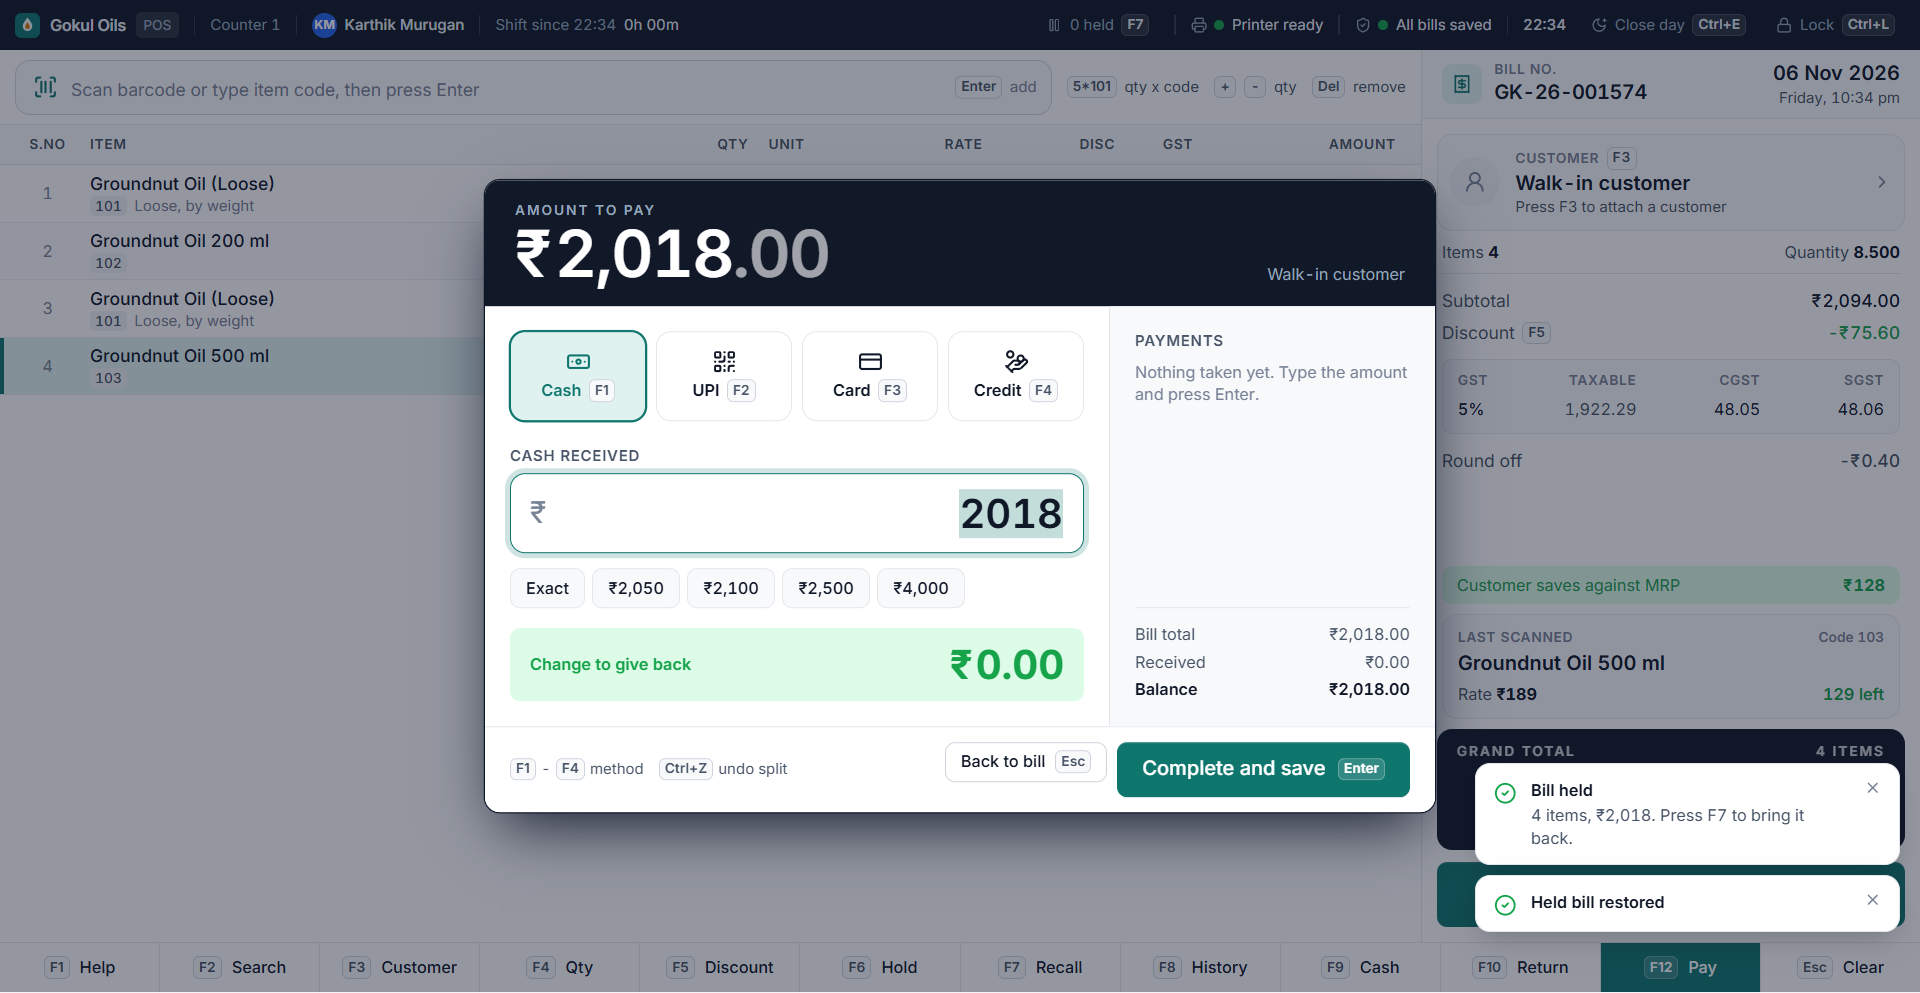 Gokul Oils POS Counter 1 KM Karthik Murugan Shift since 22:34 0h 00m 0 held F7 Printer ready All bills saved 22:34 Close day Ctrl+E Lock Ctrl+L
Scan barcode or type item code, then press Enter Enter add 5*101 qty x code + - qty Del remove
S.NO ITEM QTY UNIT RATE DISC GST AMOUNT
1 Groundnut Oil (Loose)
101 Loose, by weight
2 Groundnut Oil 200 ml
102
3 Groundnut Oil (Loose)
101 Loose, by weight
4 Groundnut Oil 500 ml
103
AMOUNT TO PAY
₹2,018.00
Walk-in customer
Cash F1 UPI F2 Card F3 Credit F4
CASH RECEIVED
₹ 2018
Exact ₹2,050 ₹2,100 ₹2,500 ₹4,000
Change to give back ₹0.00
PAYMENTS
Nothing taken yet. Type the amount
and press Enter.
Bill total ₹2,018.00
Received ₹0.00
Balance ₹2,018.00
F1 - F4 method Ctrl+Z undo split Back to bill Esc Complete and save Enter
BILL NO.
GK-26-001574
06 Nov 2026
Friday, 10:34 pm
CUSTOMER F3
Walk-in customer
Press F3 to attach a customer
Items 4 Quantity 8.500
Subtotal ₹2,094.00
Discount F5 -₹75.60
GST TAXABLE CGST SGST
5% 1,922.29 48.05 48.06
Round off -₹0.40
Customer saves against MRP ₹128
LAST SCANNED Code 103
Groundnut Oil 500 ml
Rate ₹189 129 left
GRAND TOTAL 4 ITEMS
Bill held
4 items, ₹2,018. Press F7 to bring it
back.
Held bill restored
F1 Help F2 Search F3 Customer F4 Qty F5 Discount F6 Hold F7 Recall F8 History F9 Cash F10 Return F12 Pay Esc Clear